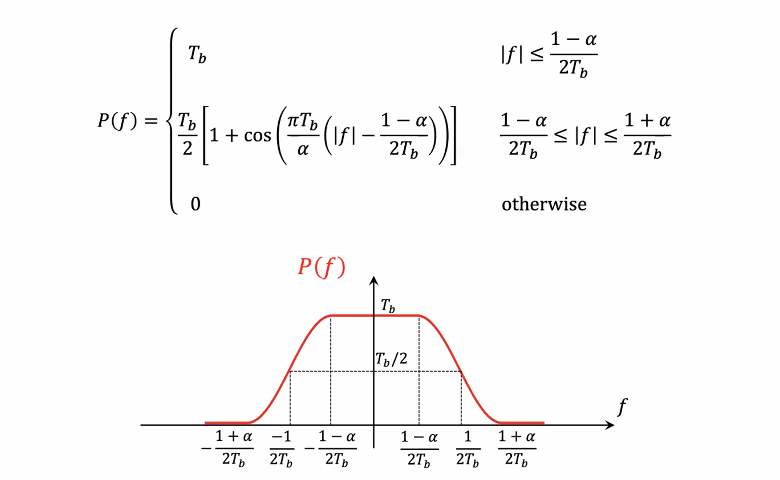 P(f) = { T_b |f| ≤ (1 − α)/(2T_b)
T_b/2 [1 + cos(πT_b/α (|f| − (1 − α)/(2T_b)))] (1 − α)/(2T_b) ≤ |f| ≤ (1 + α)/(2T_b)
0 otherwise
P(f)
T_b
T_b/2
f
−(1 + α)/(2T_b) −1/(2T_b) −(1 − α)/(2T_b) (1 − α)/(2T_b) 1/(2T_b) (1 + α)/(2T_b)